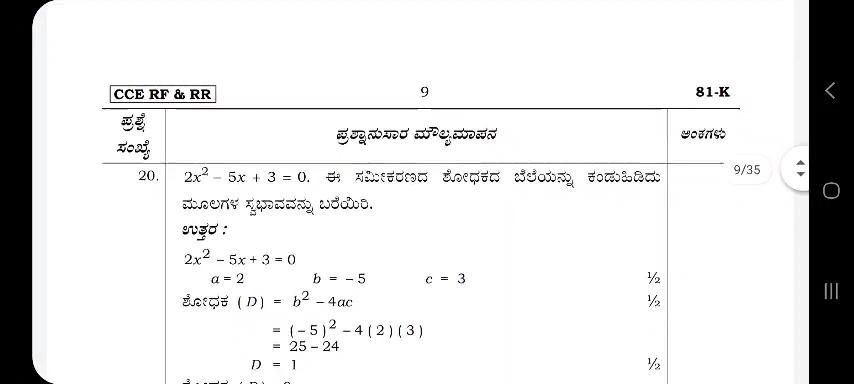 CCE RF & RR 9 81-K
ಪ್ರಶ್ನೆ ಸಂಖ್ಯೆ ಪ್ರಶ್ನಾನುಸಾರ ಮೌಲ್ಯಮಾಪನ ಅಂಕಗಳು
9/35
20. 2x² – 5x + 3 = 0. ಈ ಸಮೀಕರಣದ ಶೋಧಕದ ಬೆಲೆಯನ್ನು ಕಂಡುಹಿಡಿದು
ಮೂಲಗಳ ಸ್ವಭಾವವನ್ನು ಬರೆಯಿರಿ.
ಉತ್ತರ :
2x² – 5x + 3 = 0
a = 2 b = – 5 c = 3 ½
ಶೋಧಕ ( D ) = b² – 4ac ½
= ( – 5 )² – 4 ( 2 ) ( 3 )
= 25 – 24
D = 1 ½